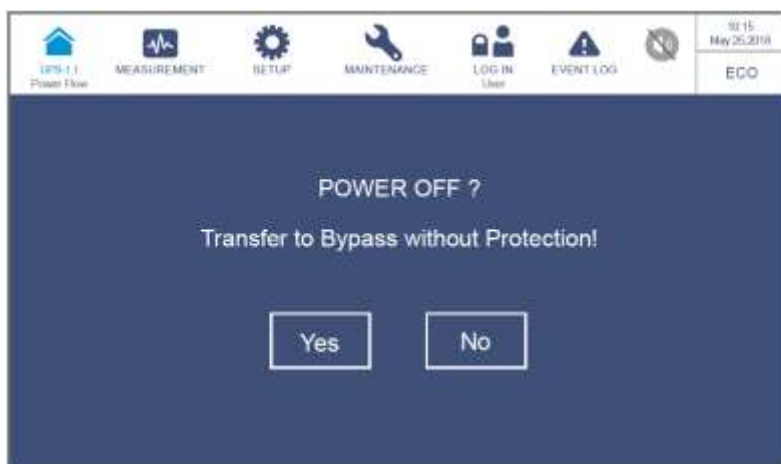 10:15
May 25,2018
UPS-1.1
Power Flow
MEASUREMENT
SETUP
MAINTENANCE
LOG IN
User
EVENT LOG
ECO
POWER OFF ?
Transfer to Bypass without Protection!
Yes
No